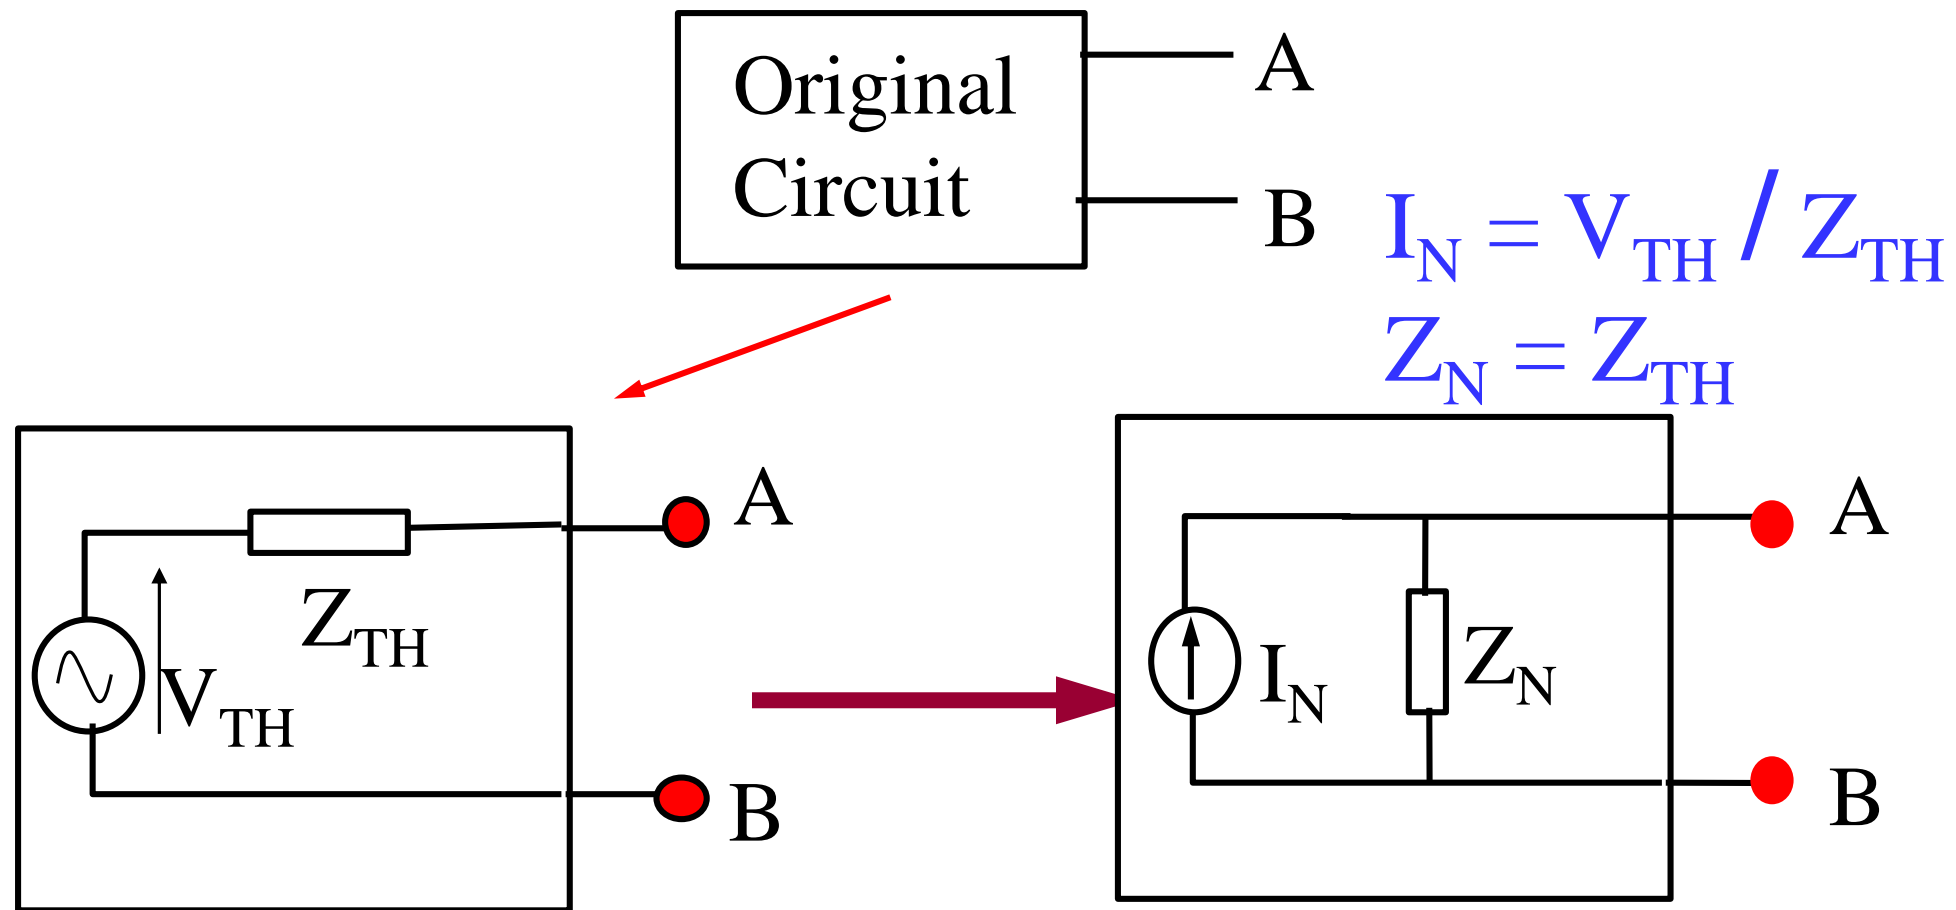 Original
Circuit
A
B
I_N = V_TH / Z_TH
Z_N = Z_TH
A
Z_TH
V_TH
B
A
I_N
Z_N
B